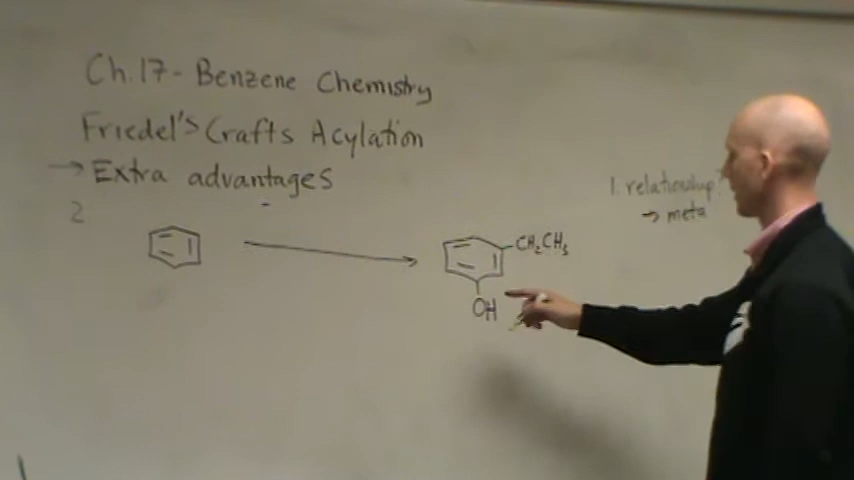 Ch. 17 - Benzene Chemistry
Friedel's Crafts Acylation
→ Extra advantages
2
1. relationship?
→ meta
CH₂CH₃
OH